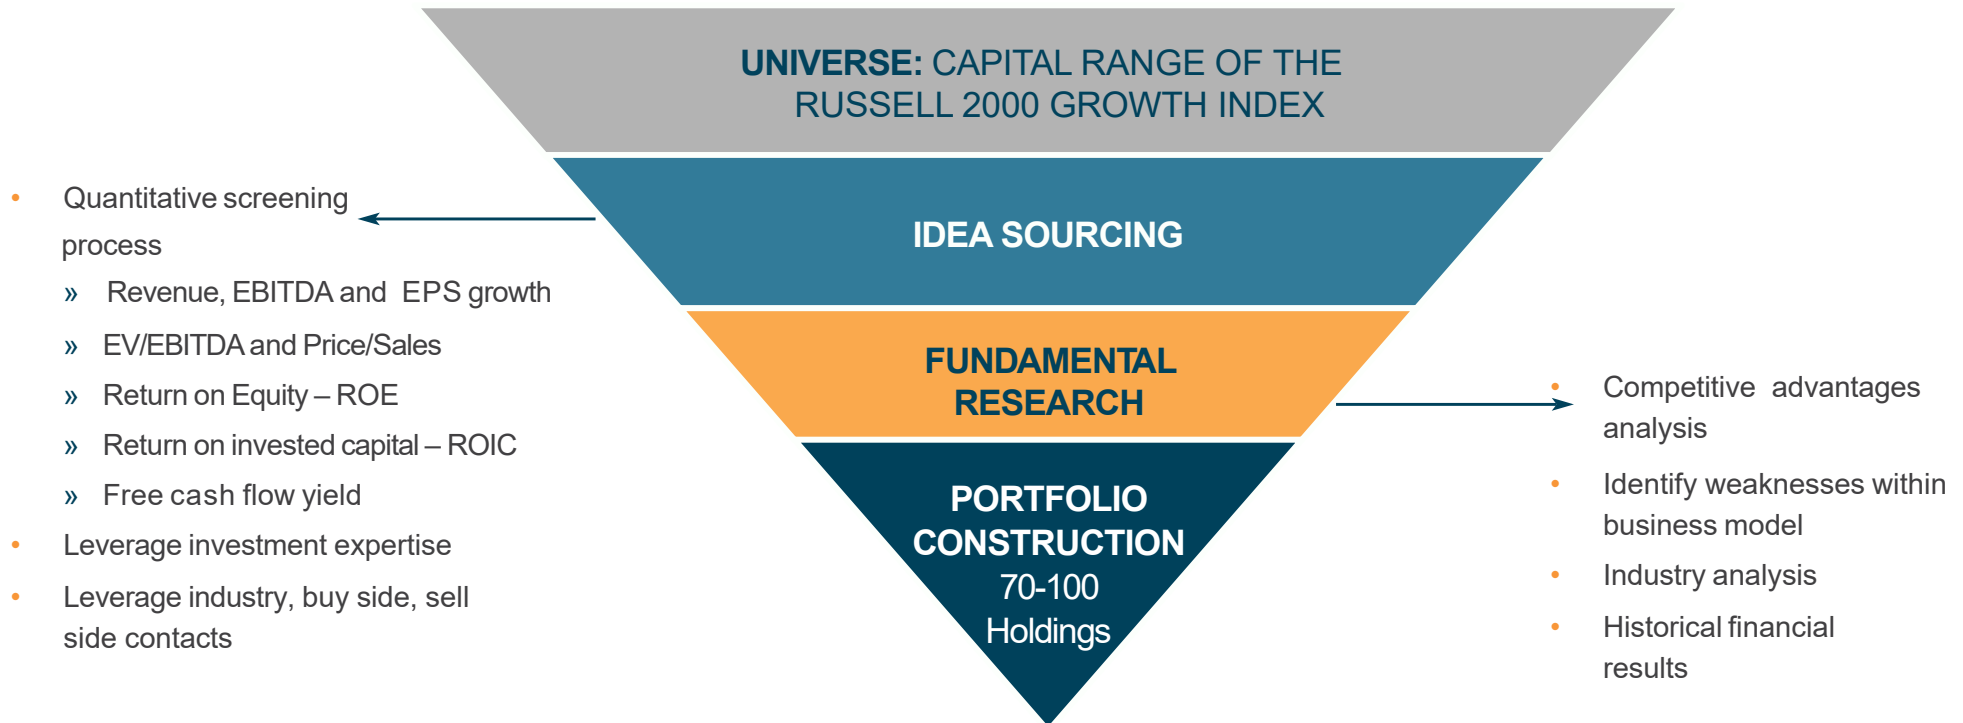 UNIVERSE: CAPITAL RANGE OF THE
RUSSELL 2000 GROWTH INDEX
IDEA SOURCING
FUNDAMENTAL
RESEARCH
PORTFOLIO
CONSTRUCTION
70-100
Holdings
• Quantitative screening
process
» Revenue, EBITDA and EPS growth
» EV/EBITDA and Price/Sales
» Return on Equity – ROE
» Return on invested capital – ROIC
» Free cash flow yield
• Leverage investment expertise
• Leverage industry, buy side, sell
side contacts
• Competitive advantages
analysis
• Identify weaknesses within
business model
• Industry analysis
• Historical financial
results